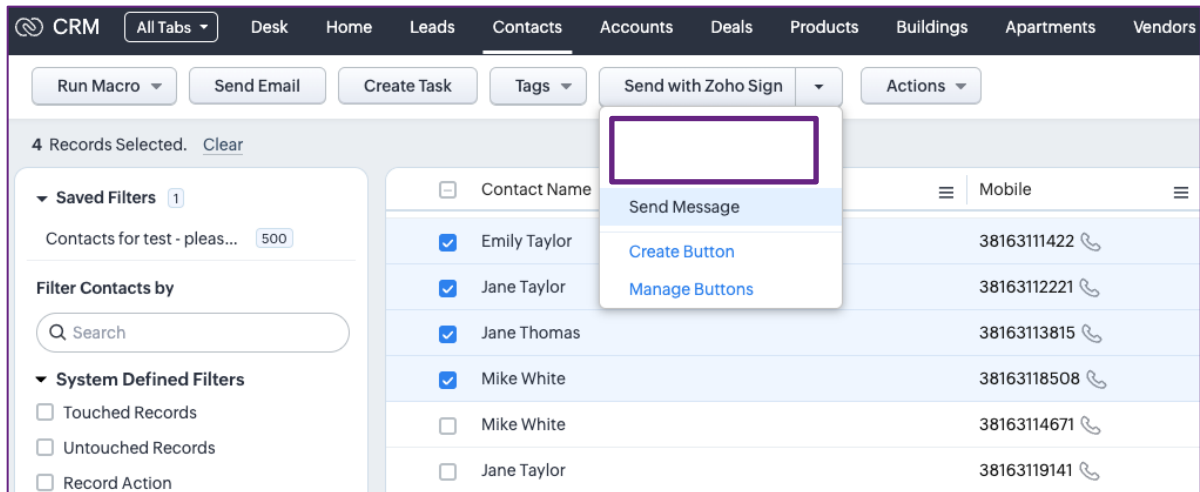 CRM All Tabs Desk Home Leads Contacts Accounts Deals Products Buildings Apartments Vendors
Run Macro Send Email Create Task Tags Send with Zoho Sign Actions
4 Records Selected. Clear
Saved Filters 1
Contacts for test - pleas... 500
Filter Contacts by
Search
System Defined Filters
Touched Records
Untouched Records
Record Action
Send Message
Create Button
Manage Buttons
Contact Name Mobile
Emily Taylor 38163111422
Jane Taylor 38163112221
Jane Thomas 38163113815
Mike White 38163118508
Mike White 38163114671
Jane Taylor 38163119141